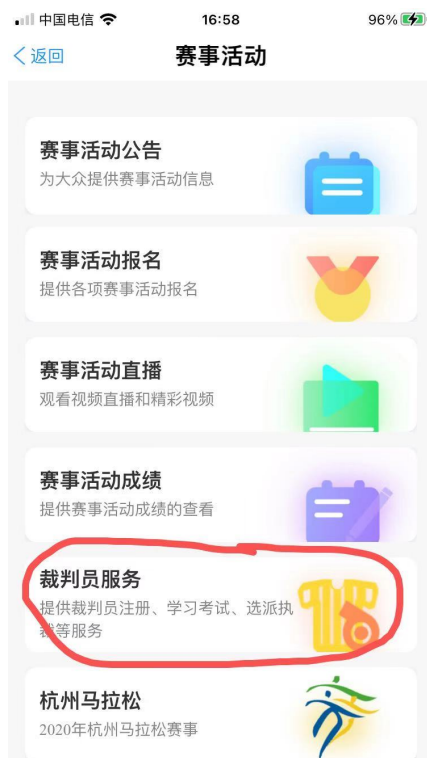 中国电信 16:58 96%
返回 赛事活动
赛事活动公告
为大众提供赛事活动信息
赛事活动报名
提供各项赛事活动报名
赛事活动直播
观看视频直播和精彩视频
赛事活动成绩
提供赛事活动成绩的查看
裁判员服务
提供裁判员注册、学习考试、选派执
裁等服务
杭州马拉松
2020年杭州马拉松赛事